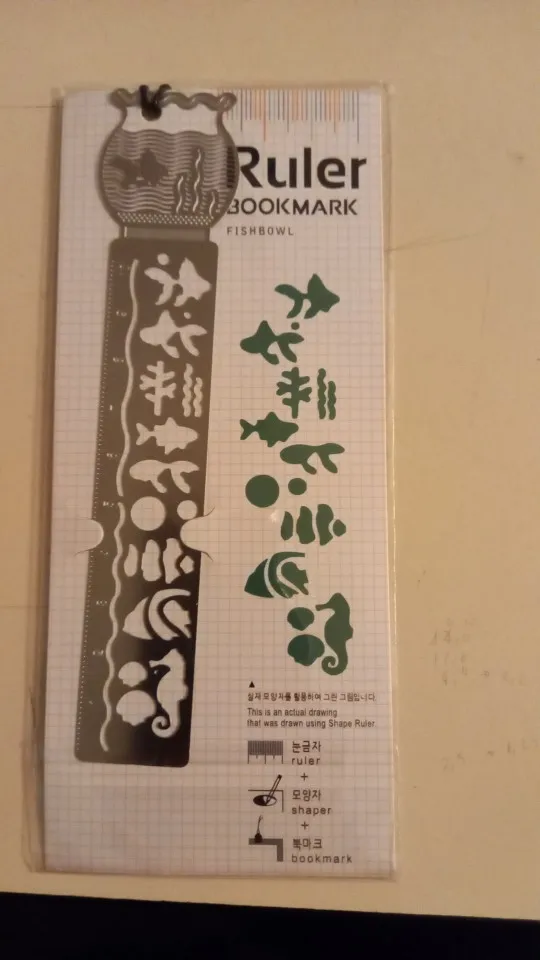 Ruler
BOOKMARK
FISHBOWL
실제 모양자를 활용하여 그린 그림입니다.
This is an actual drawing
that was drawn using Shape Ruler.
눈금자
ruler
+
모양자
shaper
+
북마크
bookmark